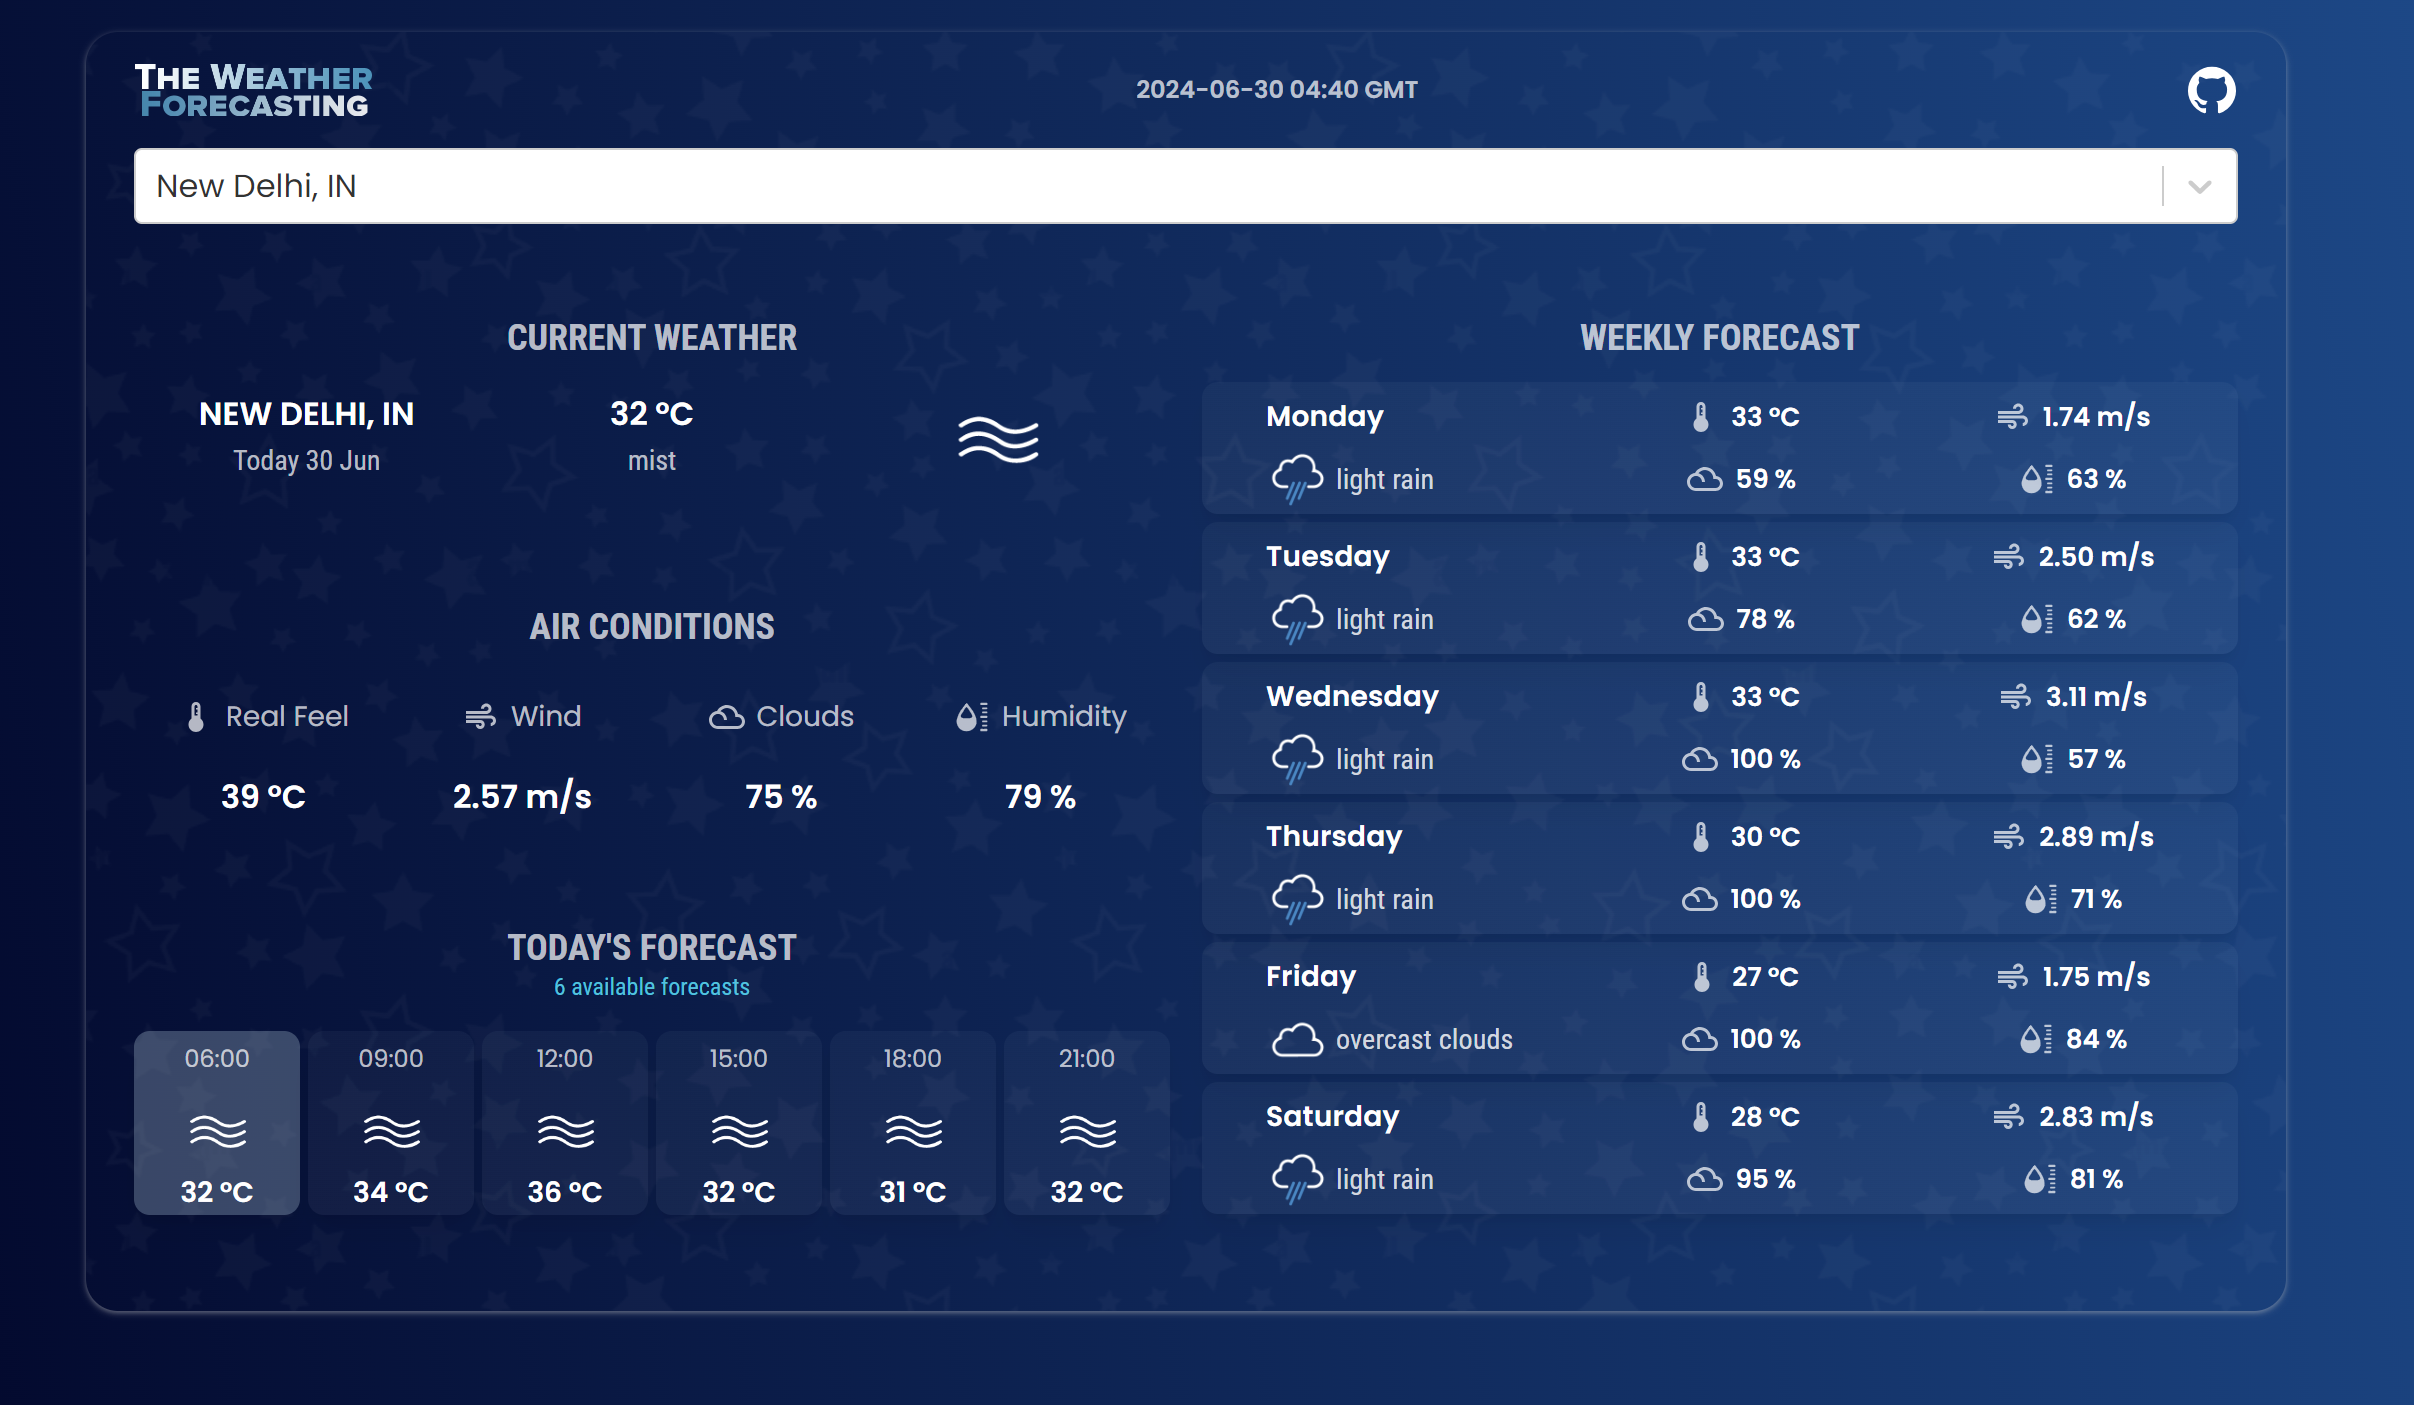 THE WEATHER
FORECASTING
2024-06-30 04:40 GMT
New Delhi, IN
CURRENT WEATHER
NEW DELHI, IN
Today 30 Jun
32 °C
mist
AIR CONDITIONS
Real Feel
39 °C
Wind
2.57 m/s
Clouds
75 %
Humidity
79 %
TODAY'S FORECAST
6 available forecasts
06:00
32 °C
09:00
34 °C
12:00
36 °C
15:00
32 °C
18:00
31 °C
21:00
32 °C
WEEKLY FORECAST
Monday 33 °C 1.74 m/s
light rain 59 % 63 %
Tuesday 33 °C 2.50 m/s
light rain 78 % 62 %
Wednesday 33 °C 3.11 m/s
light rain 100 % 57 %
Thursday 30 °C 2.89 m/s
light rain 100 % 71 %
Friday 27 °C 1.75 m/s
overcast clouds 100 % 84 %
Saturday 28 °C 2.83 m/s
light rain 95 % 81 %